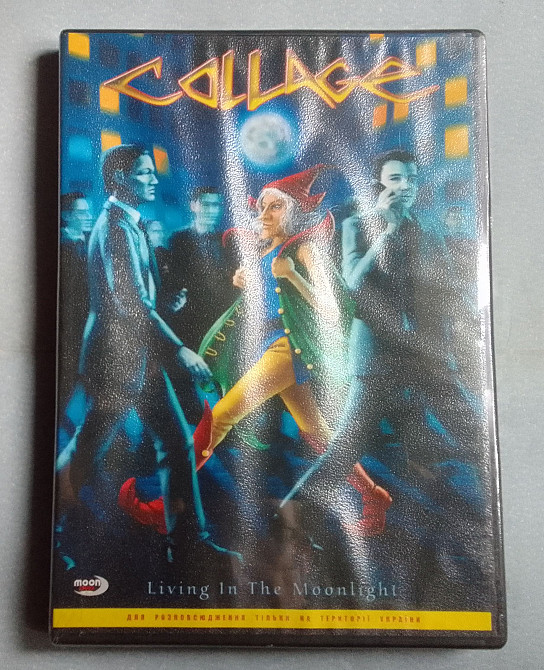 COLLAGE
moon
Living In The Moonlight
ДЛЯ РОЗПОВСЮДЖЕННЯ ТІЛЬКИ НА ТЕРИТОРІЇ УКРАЇНИ